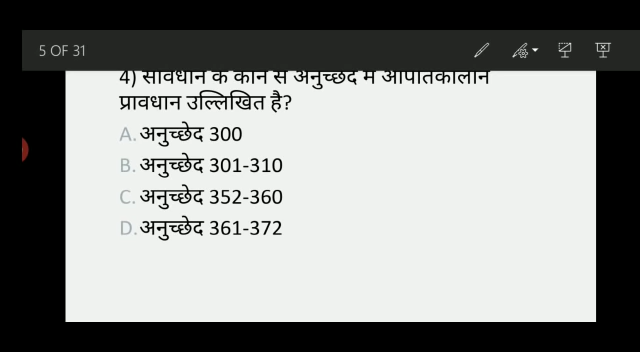 5 OF 31
4) संविधान के कौन से अनुच्छेद में आपातकालीन
प्रावधान उल्लिखित है?
A. अनुच्छेद 300
B. अनुच्छेद 301-310
C. अनुच्छेद 352-360
D. अनुच्छेद 361-372